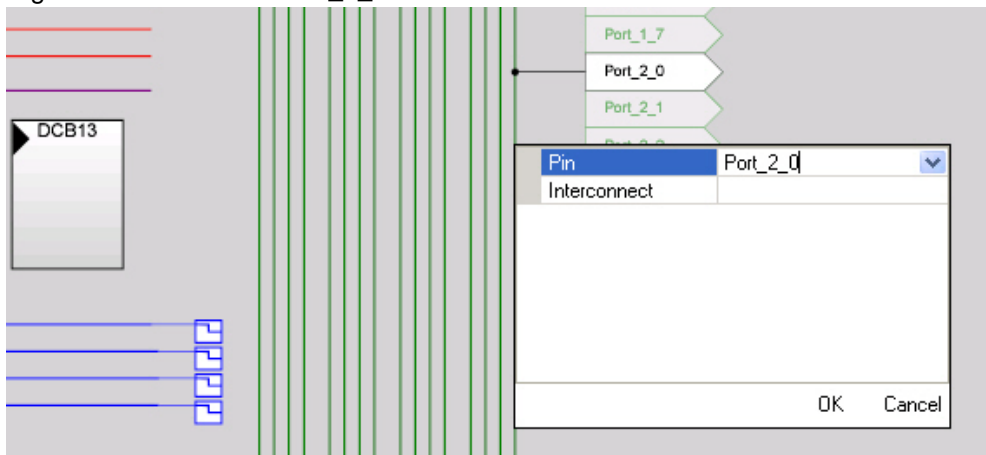 Port_1_7
Port_2_0
Port_2_1
DCB13
Pin Port_2_0
Interconnect
OK Cancel